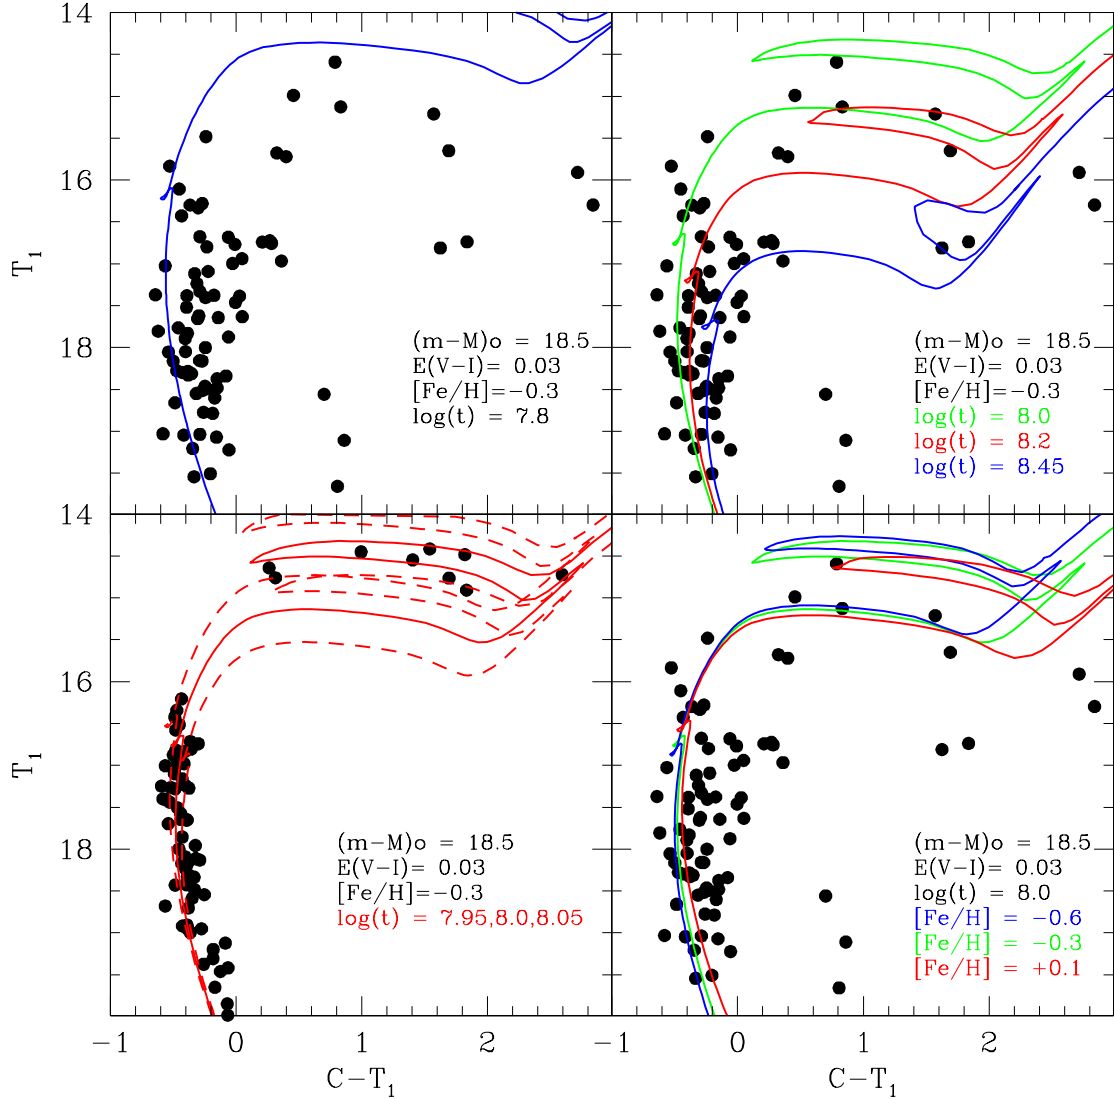 14
16
18
T1
(m−M)o = 18.5
E(V−I)= 0.03
[Fe/H]=−0.3
log(t) = 7.8
(m−M)o = 18.5
E(V−I)= 0.03
[Fe/H]=−0.3
log(t) = 8.0
log(t) = 8.2
log(t) = 8.45
14
16
18
T1
(m−M)o = 18.5
E(V−I)= 0.03
[Fe/H]=−0.3
log(t) = 7.95,8.0,8.05
(m−M)o = 18.5
E(V−I)= 0.03
log(t) = 8.0
[Fe/H] = −0.6
[Fe/H] = −0.3
[Fe/H] = +0.1
−1 0 2 −1 0 2
C−T1 C−T1